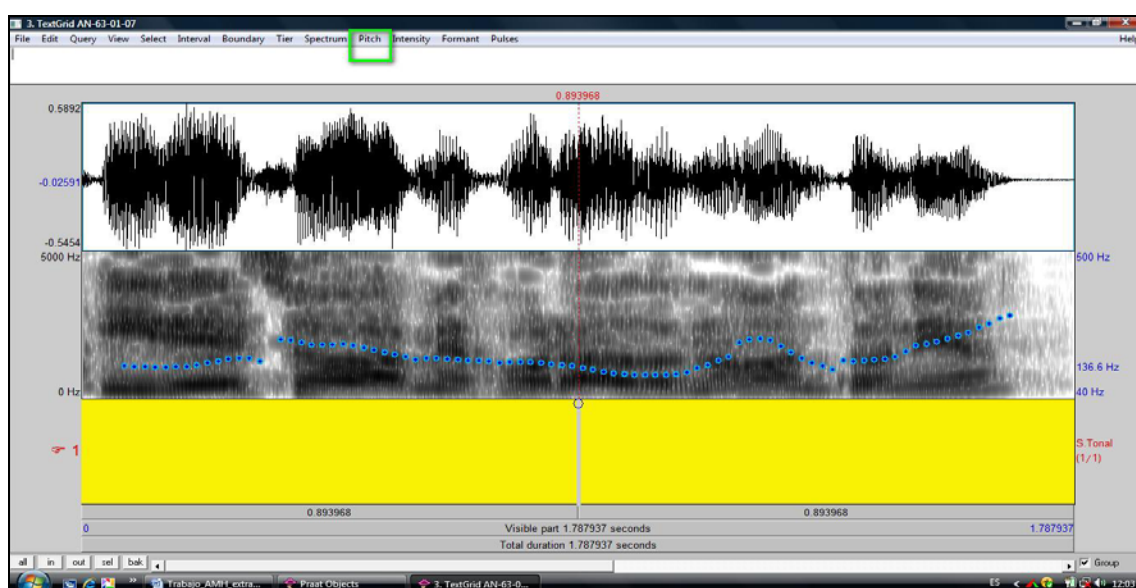 3. TextGrid AN-63-01-07
File Edit Query View Select Interval Boundary Tier Spectrum Pitch Intensity Formant Pulses Help
0.893968
0.5892
-0.02591
-0.5454
5000 Hz
500 Hz
136.6 Hz
0 Hz
40 Hz
1
S.Tonal
(1/1)
0.893968 0.893968
0 Visible part 1.787937 seconds 1.787937
Total duration 1.787937 seconds
all in out sel bak Group
Trabajo_AMH_extra... Praat Objects 3. TextGrid AN-63-0... ES 12:03